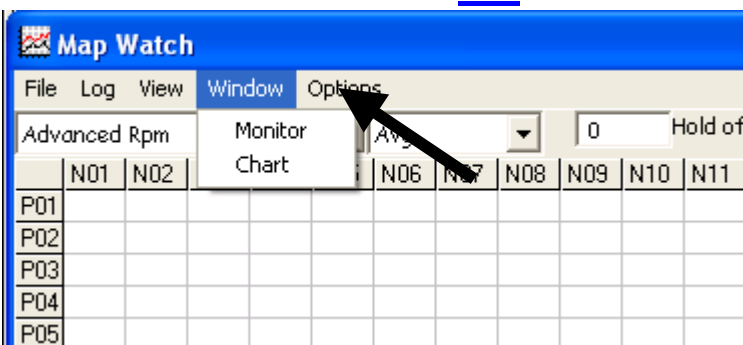 Map Watch
File Log View Window Options
Advanced Rpm Avg 0 Hold of
Monitor
Chart
N01 N02 N06 N07 N08 N09 N10 N11
P01
P02
P03
P04
P05